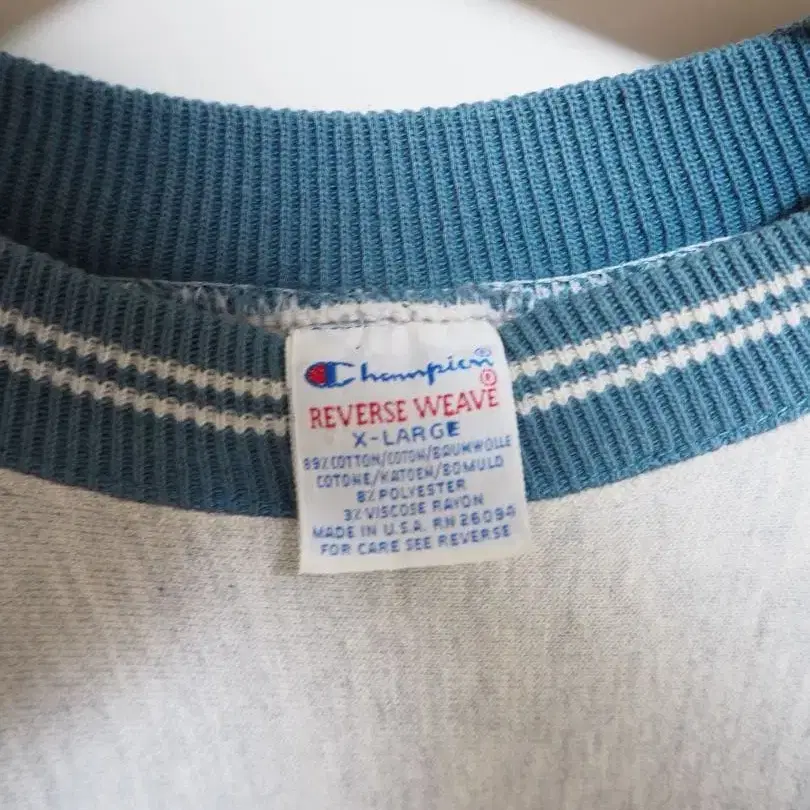 Champion®
REVERSE WEAVE®
X-LARGE
89% COTTON/COTON/BAUMWOLLE
COTONE/KATOEN/BOMULD
8% POLYESTER
3% VISCOSE RAYON
MADE IN U.S.A. RN 26094
FOR CARE SEE REVERSE